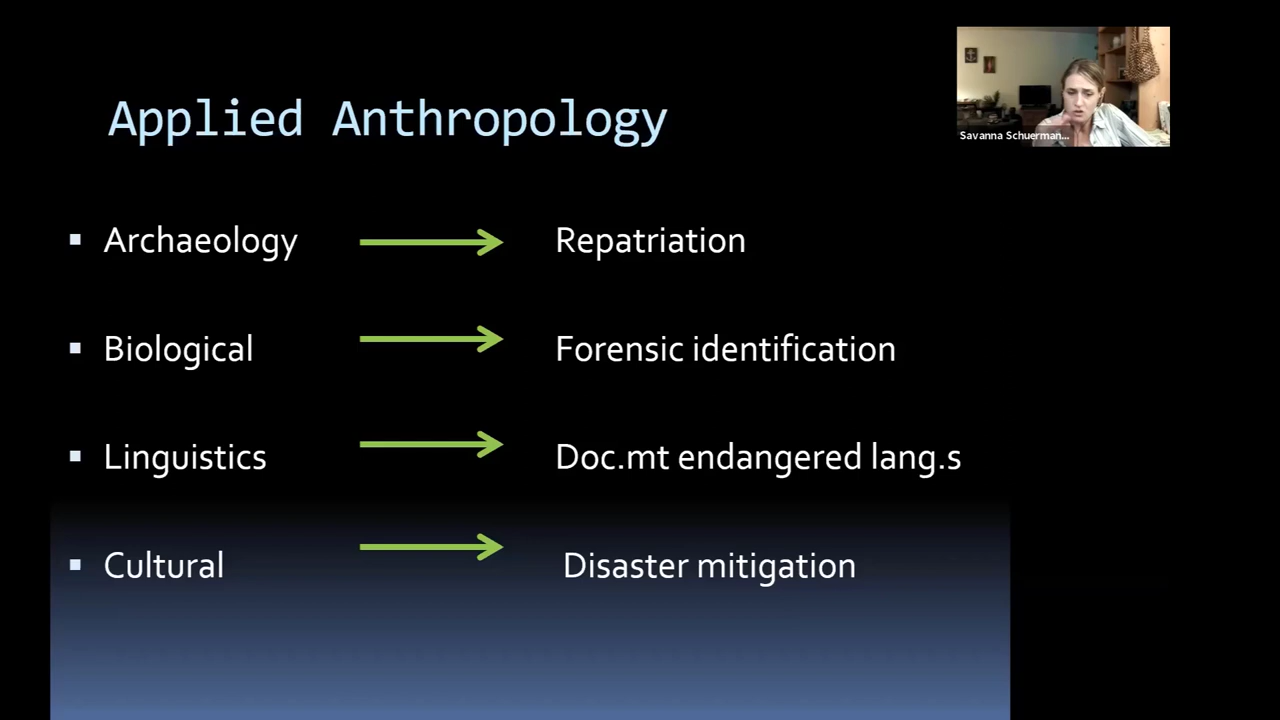 Applied Anthropology
Savanna Schuerman...
Archaeology Repatriation
Biological Forensic identification
Linguistics Doc.mt endangered lang.s
Cultural Disaster mitigation